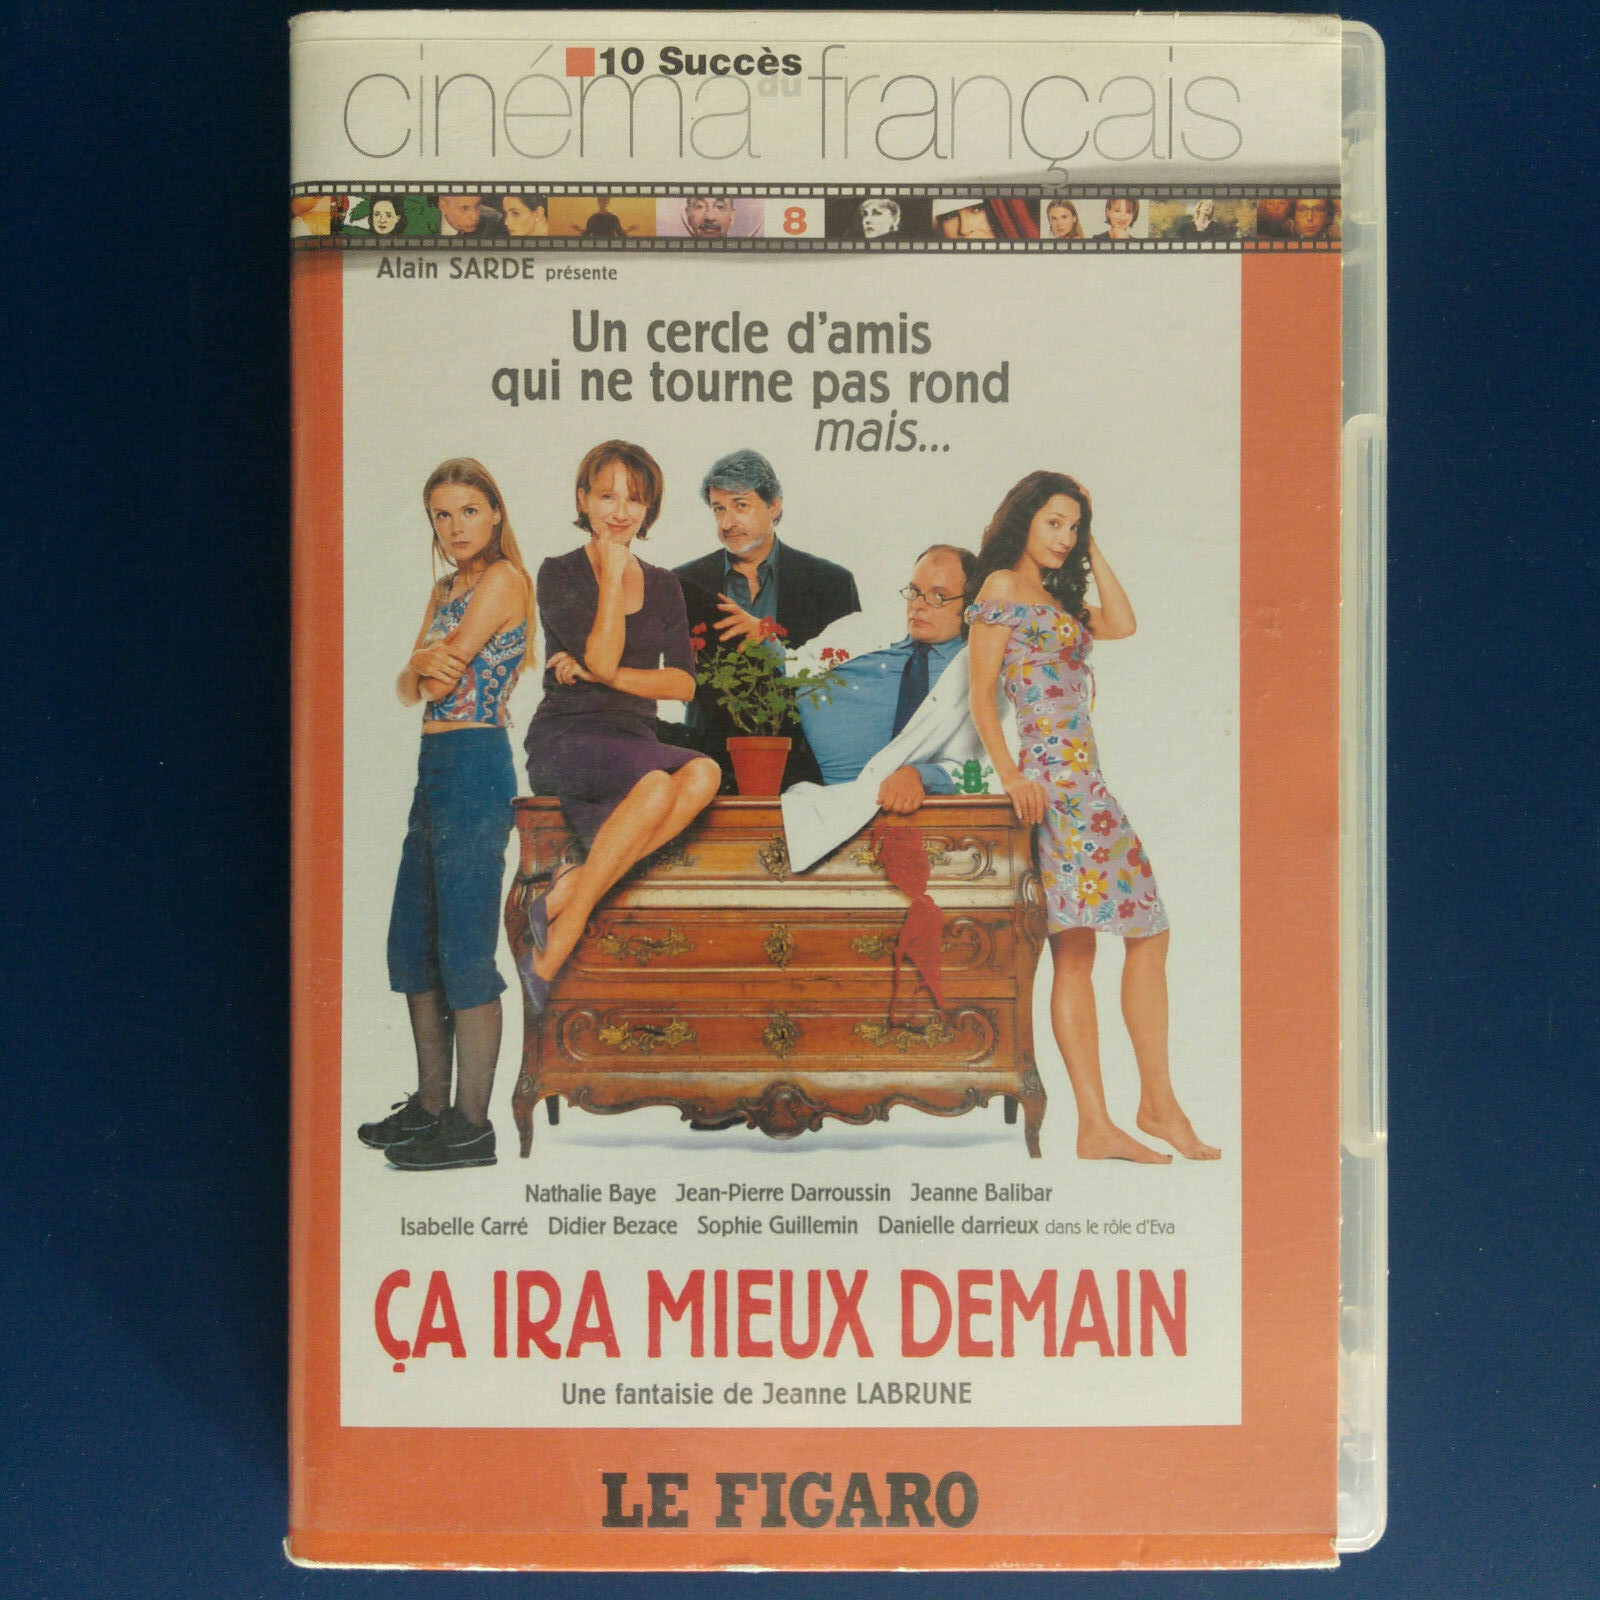 10 Succès
du
cinéma français
8
Alain SARDE présente
Un cercle d'amis
qui ne tourne pas rond
mais...
Nathalie Baye Jean-Pierre Darroussin Jeanne Balibar
Isabelle Carré Didier Bezace Sophie Guillemin Danielle darrieux dans le rôle d'Eva
ÇA IRA MIEUX DEMAIN
Une fantaisie de Jeanne LABRUNE
LE FIGARO